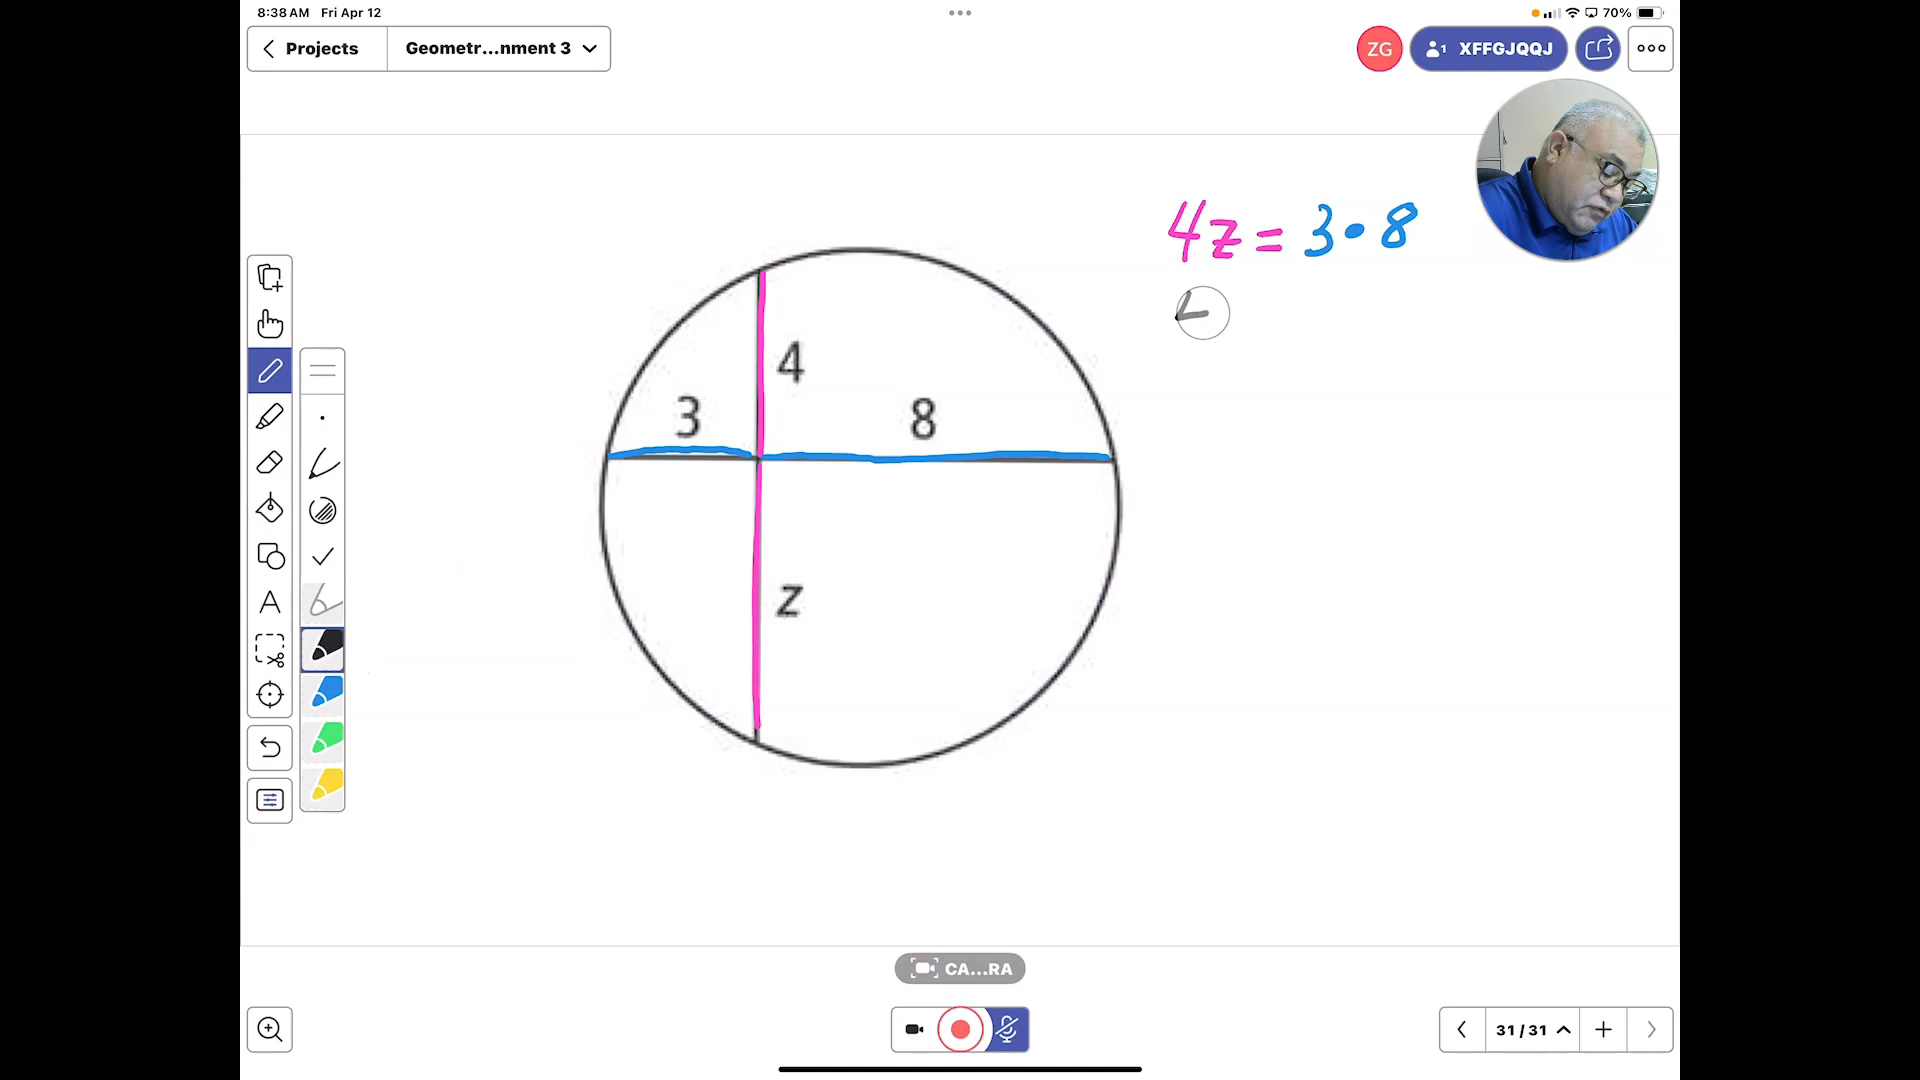 8:38 AM Fri Apr 12
70%
Projects
Geometr...nment 3
ZG
1 XFFGJQQJ
4z = 3 • 8
4
3
8
z
A
CA...RA
31/31